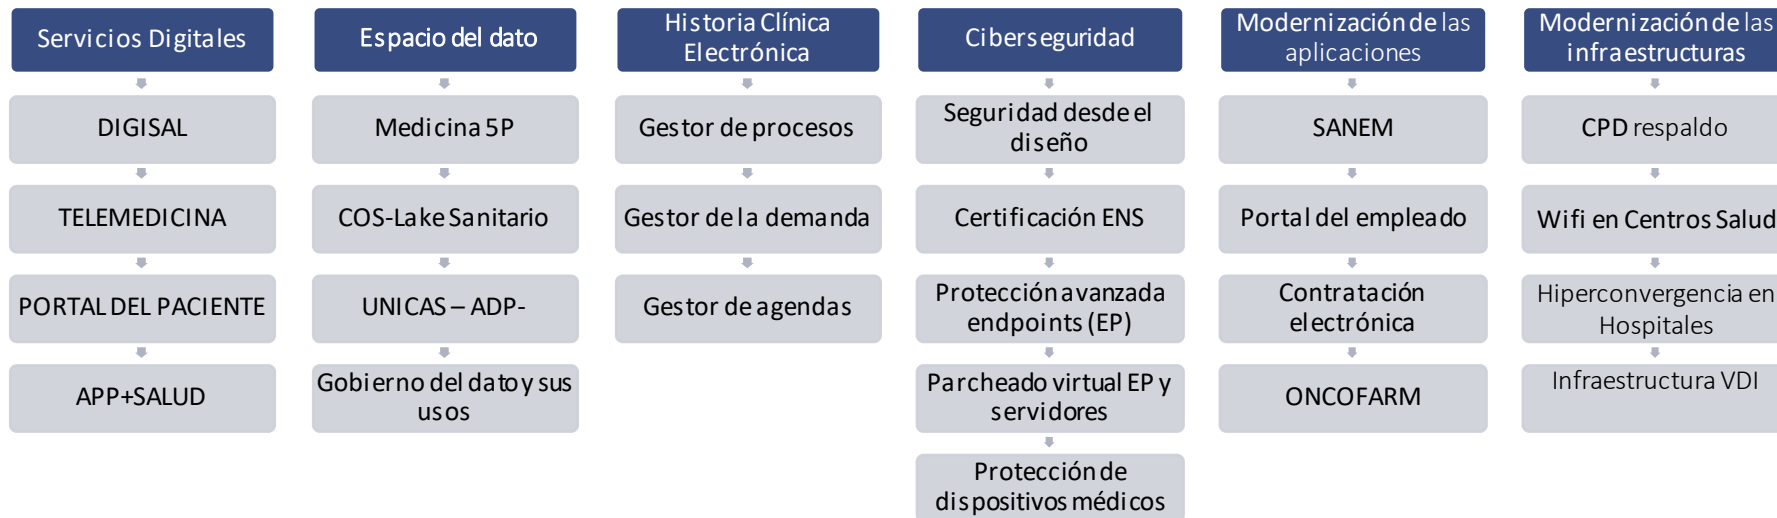 Servicios Digitales
DIGISAL
TELEMEDICINA
PORTAL DEL PACIENTE
APP+SALUD
Espacio del dato
Medicina 5P
COS-Lake Sanitario
UNICAS – ADP-
Gobierno del dato y sus
usos
Historia Clínica
Electrónica
Gestor de procesos
Gestor de la demanda
Gestor de agendas
Ciberseguridad
Seguridad desde el
diseño
Certificación ENS
Protección avanzada
endpoints (EP)
Parcheado virtual EP y
servidores
Protección de
dispositivos médicos
Modernización de las
aplicaciones
SANEM
Portal del empleado
Contratación
electrónica
ONCOFARM
Modernización de las
infraestructuras
CPD respaldo
Wifi en Centros Salud
Hiperconvergencia en
Hospitales
Infraestructura VDI